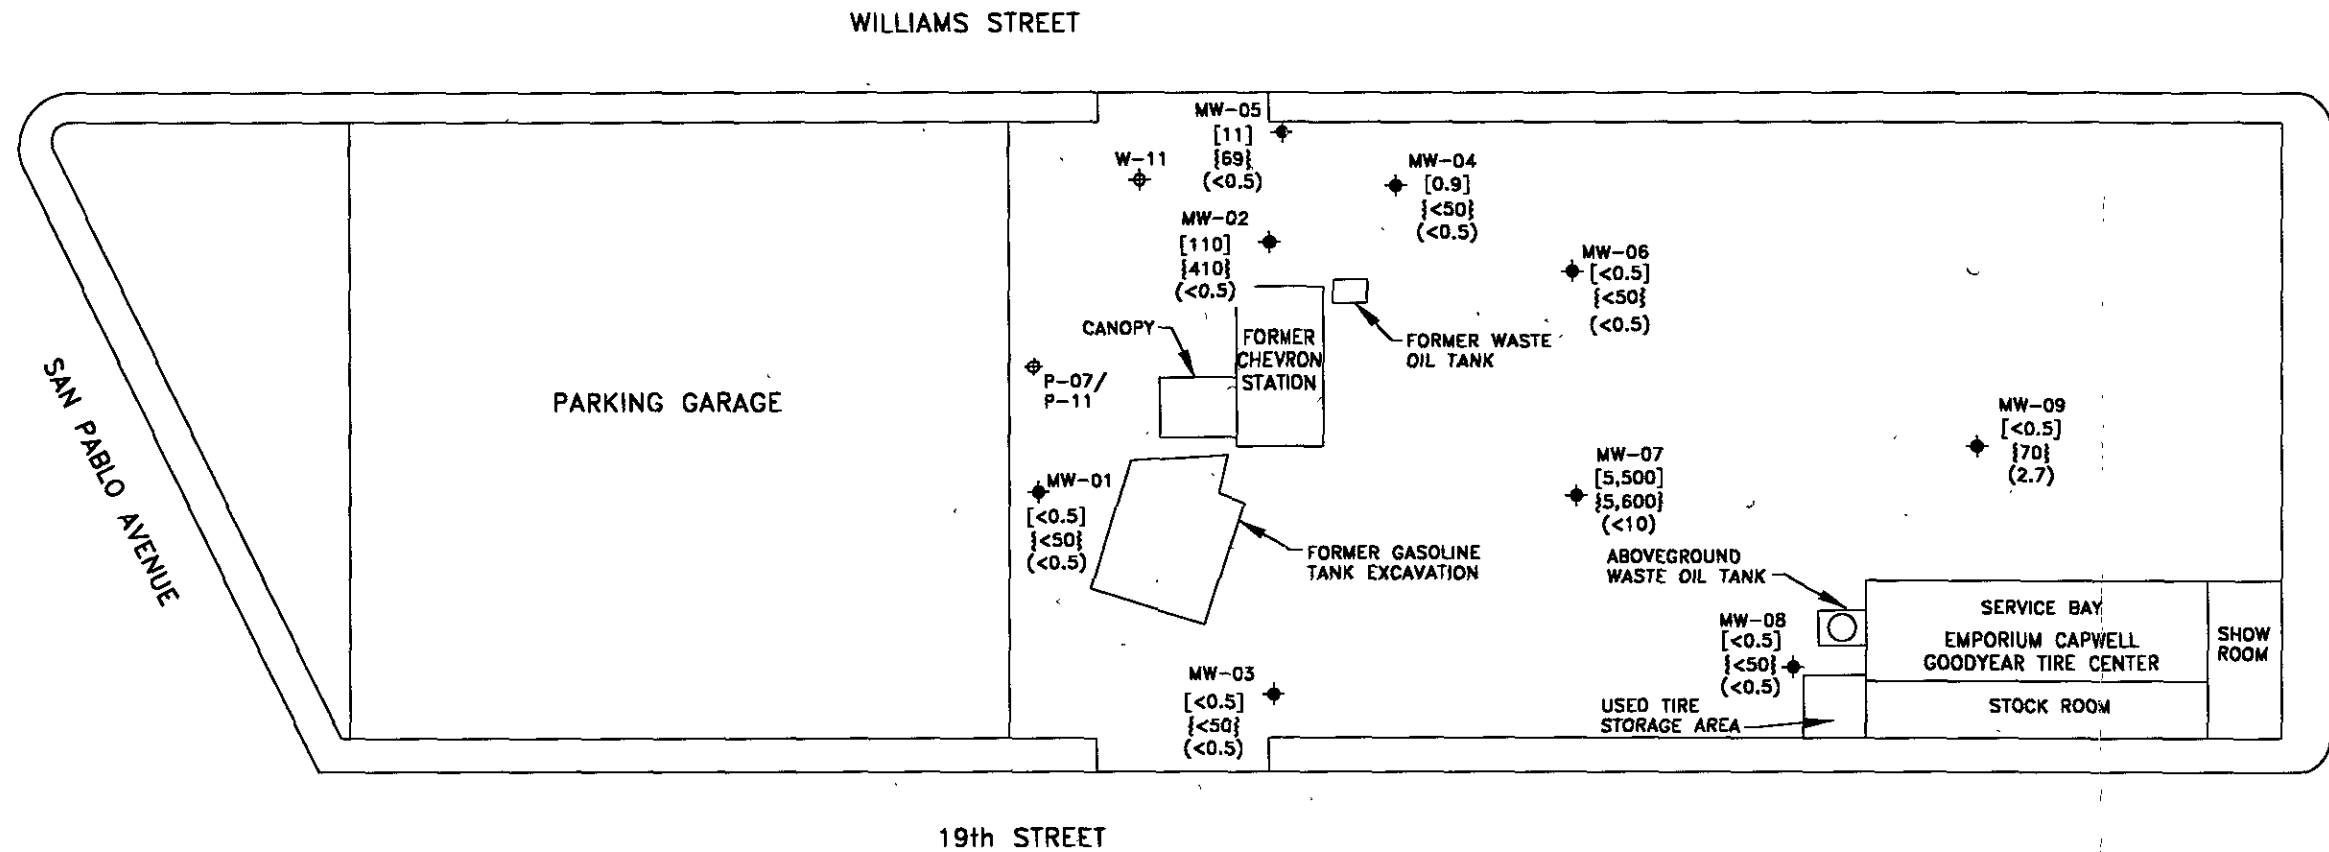 WILLIAMS STREET
MW-05
[11]
{69}
(<0.5)
W-11
MW-04
[0.9]
{<50}
(<0.5)
MW-02
[110]
{410}
(<0.5)
MW-06
[<0.5]
{<50}
(<0.5)
CANOPY
FORMER
CHEVRON
STATION
FORMER WASTE
OIL TANK
SAN PABLO AVENUE
PARKING GARAGE
P-07/
P-11
MW-09
[<0.5]
{70}
(2.7)
MW-01
[<0.5]
{<50}
(<0.5)
MW-07
[5,500]
{5,600}
(<10)
FORMER GASOLINE
TANK EXCAVATION
ABOVEGROUND
WASTE OIL TANK
SERVICE BAY
EMPORIUM CAPWELL
GOODYEAR TIRE CENTER
SHOW
ROOM
MW-08
[<0.5]
{<50}
(<0.5)
MW-03
[<0.5]
{<50}
(<0.5)
USED TIRE
STORAGE AREA
STOCK ROOM
19th STREET